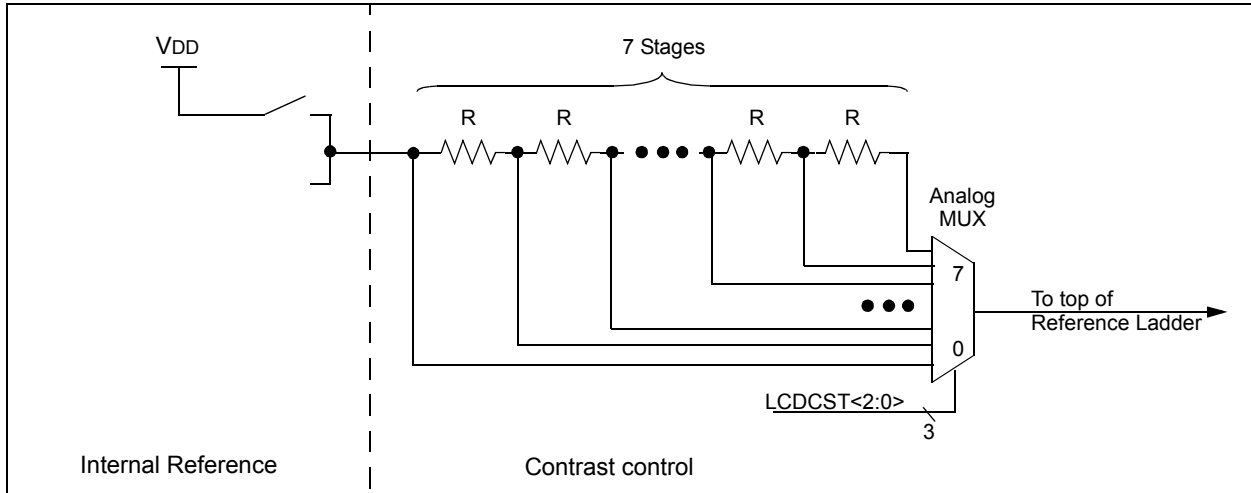 VDD
7 Stages
R
R
R
R
Analog
MUX
7
0
To top of
Reference Ladder
LCDCST<2:0>
3
Internal Reference
Contrast control